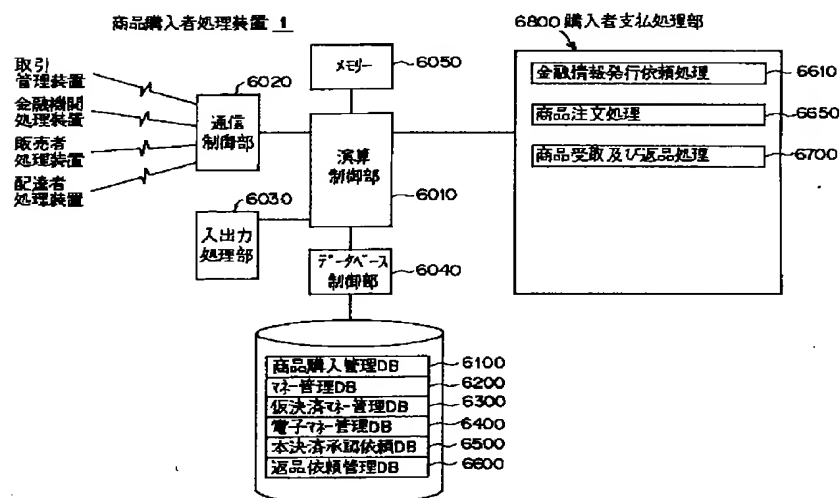 商品購入者処理装置 1
取引
管理装置
金融機関
処理装置
販売者
処理装置
配達者
処理装置
6020
通信
制御部
メモリー
6050
演算
制御部
6010
6030
入出力
処理部
データベース
制御部
6040
商品購入管理DB
6100
マネー管理DB
6200
仮決済マネー管理DB
6300
電子マネー管理DB
6400
本決済承認依頼DB
6500
返品依頼管理DB
6600
6800 購入者支払処理部
金融情報発行依頼処理
6610
商品注文処理
6650
商品受取及び返品処理
6700